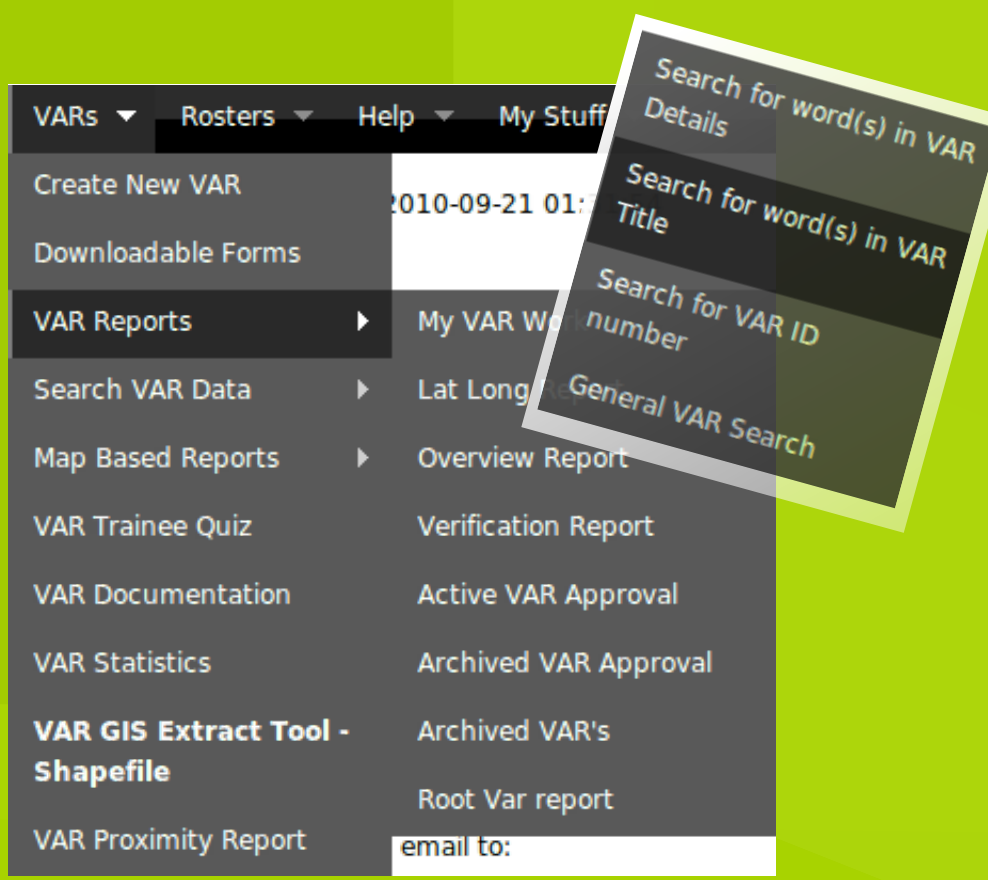 VARs Rosters Help My Stuff
Create New VAR
2010-09-21 01:
Downloadable Forms
VAR Reports
My VAR
Search VAR Data
Lat Long Report
Map Based Reports
Overview Report
VAR Trainee Quiz
Verification Report
VAR Documentation
Active VAR Approval
VAR Statistics
Archived VAR Approval
VAR GIS Extract Tool -
Shapefile
Archived VAR's
Root Var report
VAR Proximity Report
email to:
Search for word(s) in VAR
Details
Search for word(s) in VAR
Title
Search for VAR ID
number
General VAR Search